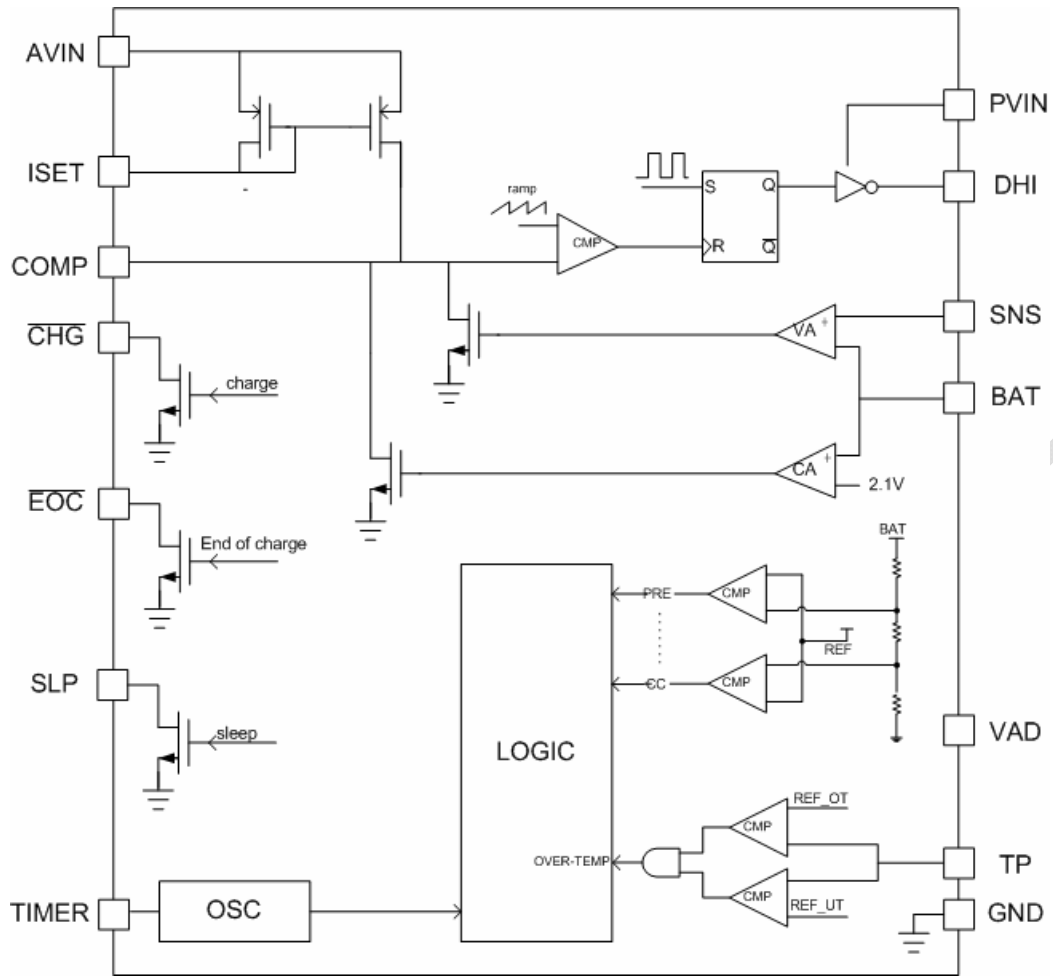 AVIN
PVIN
ISET
DHI
ramp
S
Q
CMP
R
Q
COMP
CHG
SNS
VA
+
charge
BAT
CA
+
2.1V
EOC
BAT
End of charge
PRE
CMP
REF
SLP
CC
CMP
sleep
VAD
LOGIC
REF_OT
CMP
OVER-TEMP
TP
CMP
TIMER
OSC
REF_UT
GND